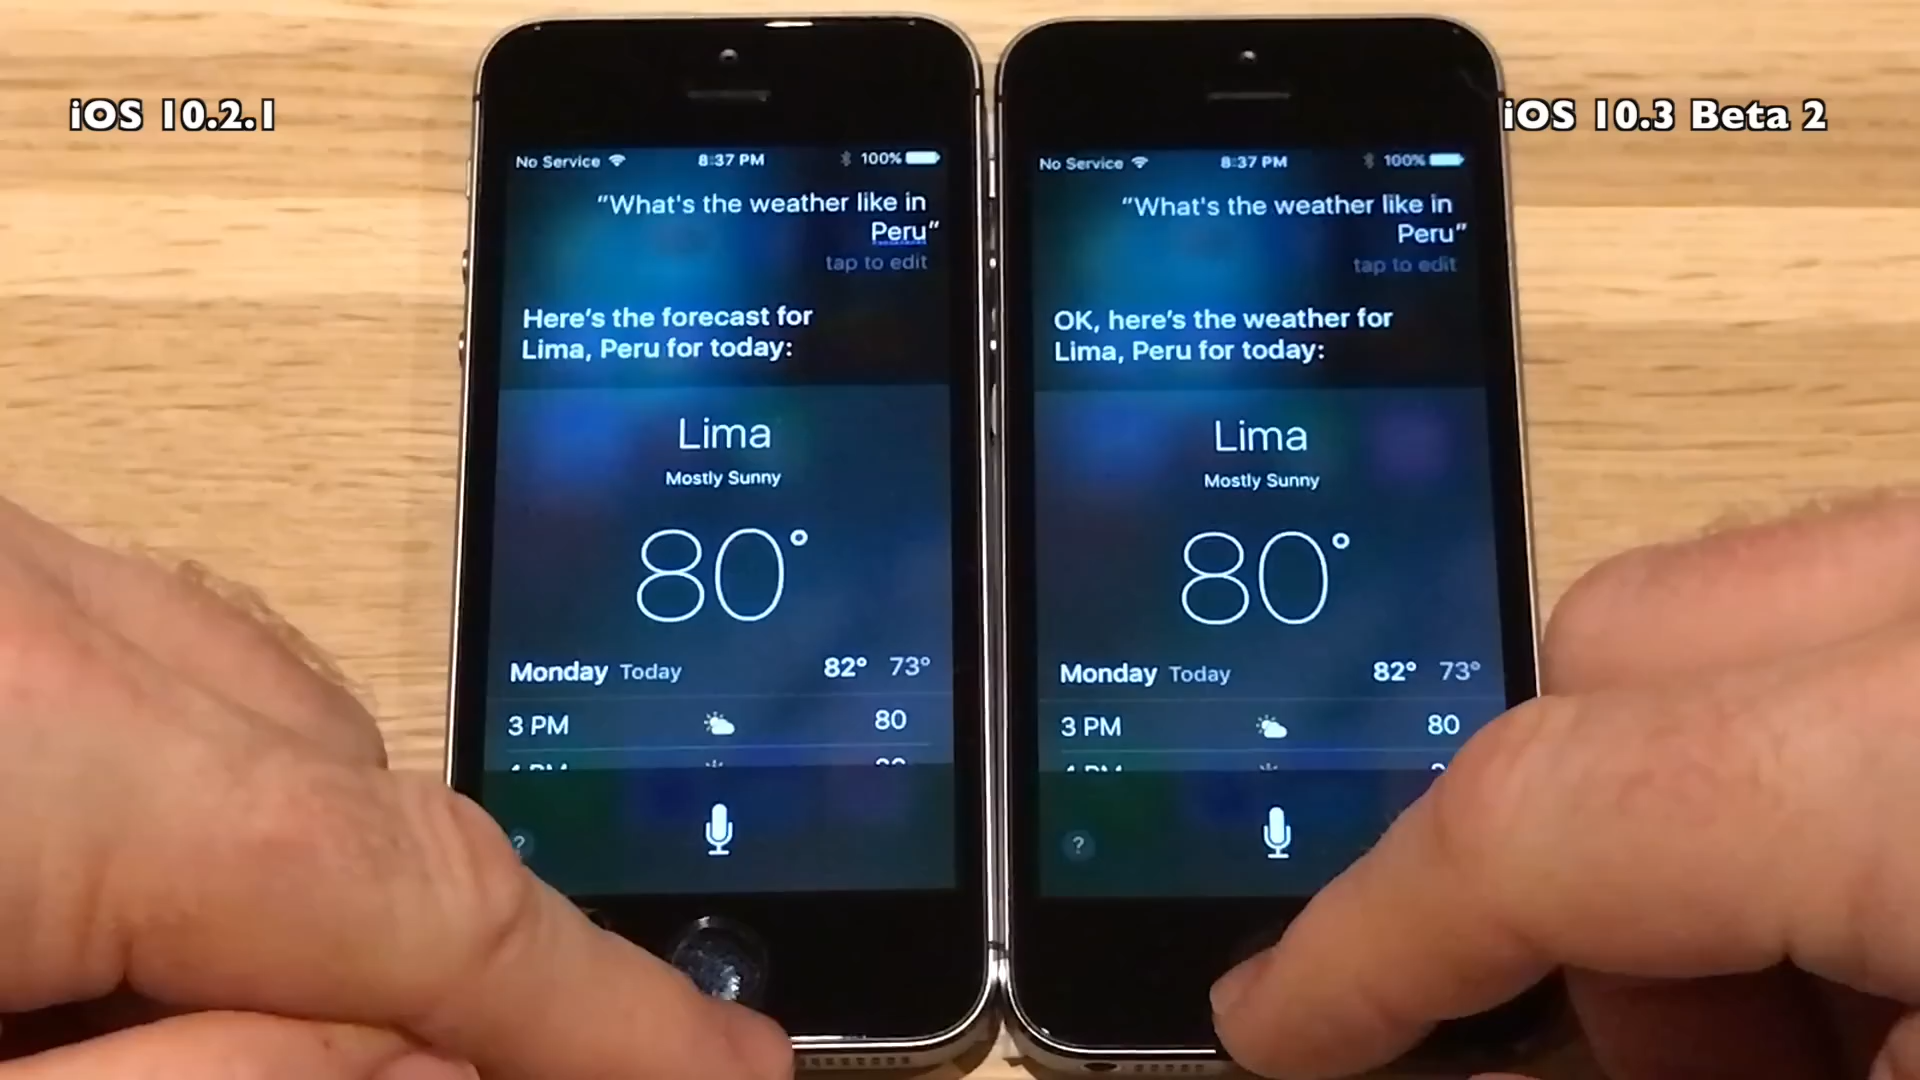 iOS 10.2.1
iOS 10.3 Beta 2
No Service 8:37 PM 100%
“What's the weather like in
Peru”
tap to edit
Here's the forecast for
Lima, Peru for today:
Lima
Mostly Sunny
80°
Monday Today 82° 73°
3 PM 80
?
No Service 8:37 PM 100%
“What's the weather like in
Peru”
tap to edit
OK, here's the weather for
Lima, Peru for today:
Lima
Mostly Sunny
80°
Monday Today 82° 73°
3 PM 80
?